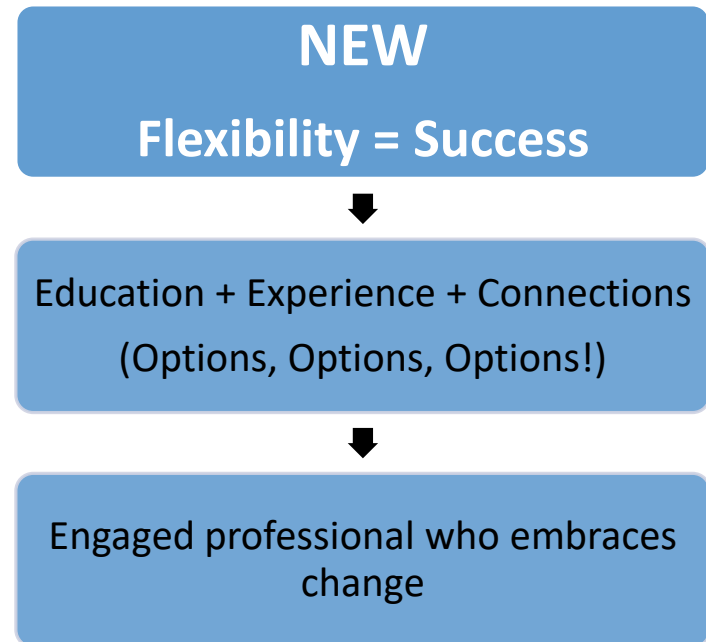 NEW
Flexibility = Success
Education + Experience + Connections
(Options, Options, Options!)
Engaged professional who embraces
change